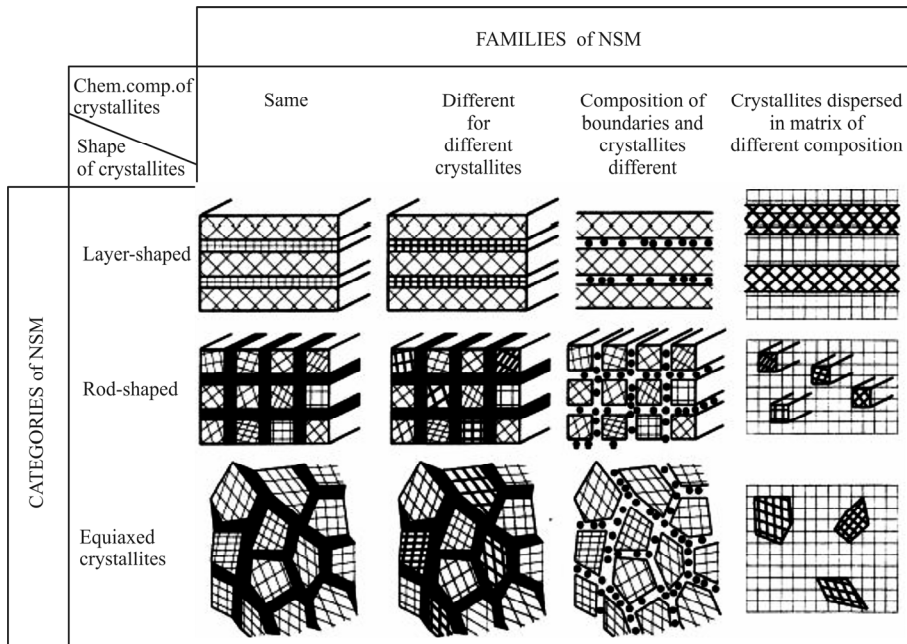 FAMILIES of NSM
Chem.comp.of
crystallites
Shape
of crystallites
Same
Different
for
different
crystallites
Composition of
boundaries and
crystallites
different
Crystallites dispersed
in matrix of
different composition
CATEGORIES of NSM
Layer-shaped
Rod-shaped
Equiaxed
crystallites